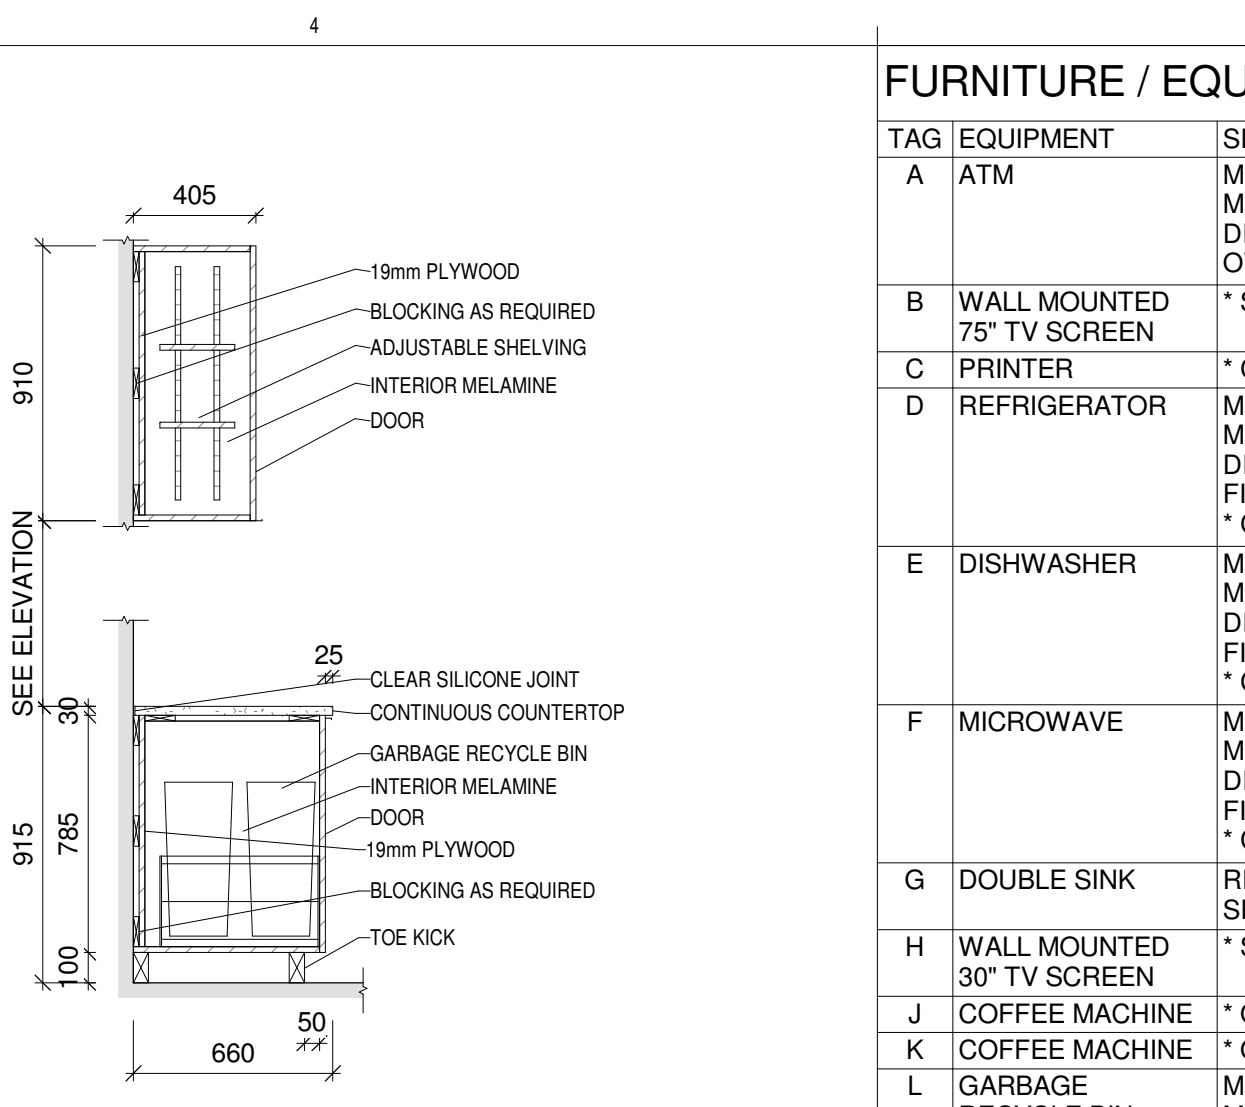 4
405
19mm PLYWOOD
BLOCKING AS REQUIRED
ADJUSTABLE SHELVING
INTERIOR MELAMINE
DOOR
910
SEE ELEVATION
25
CLEAR SILICONE JOINT
CONTINUOUS COUNTERTOP
GARBAGE RECYCLE BIN
INTERIOR MELAMINE
DOOR
19mm PLYWOOD
BLOCKING AS REQUIRED
TOE KICK
30
785
915
100
50
660
FURNITURE /
TAG EQUIPMENT
A ATM
B WALL MOUNTED * 
75" TV SCREEN
C PRINTER * 
D REFRIGERATOR
*
E DISHWASHER
*
F MICROWAVE
*
G DOUBLE SINK
H WALL MOUNTED * 
30" TV SCREEN
J COFFEE MACHINE * 
K COFFEE MACHINE * 
L GARBAGE
RECYCLE BIN